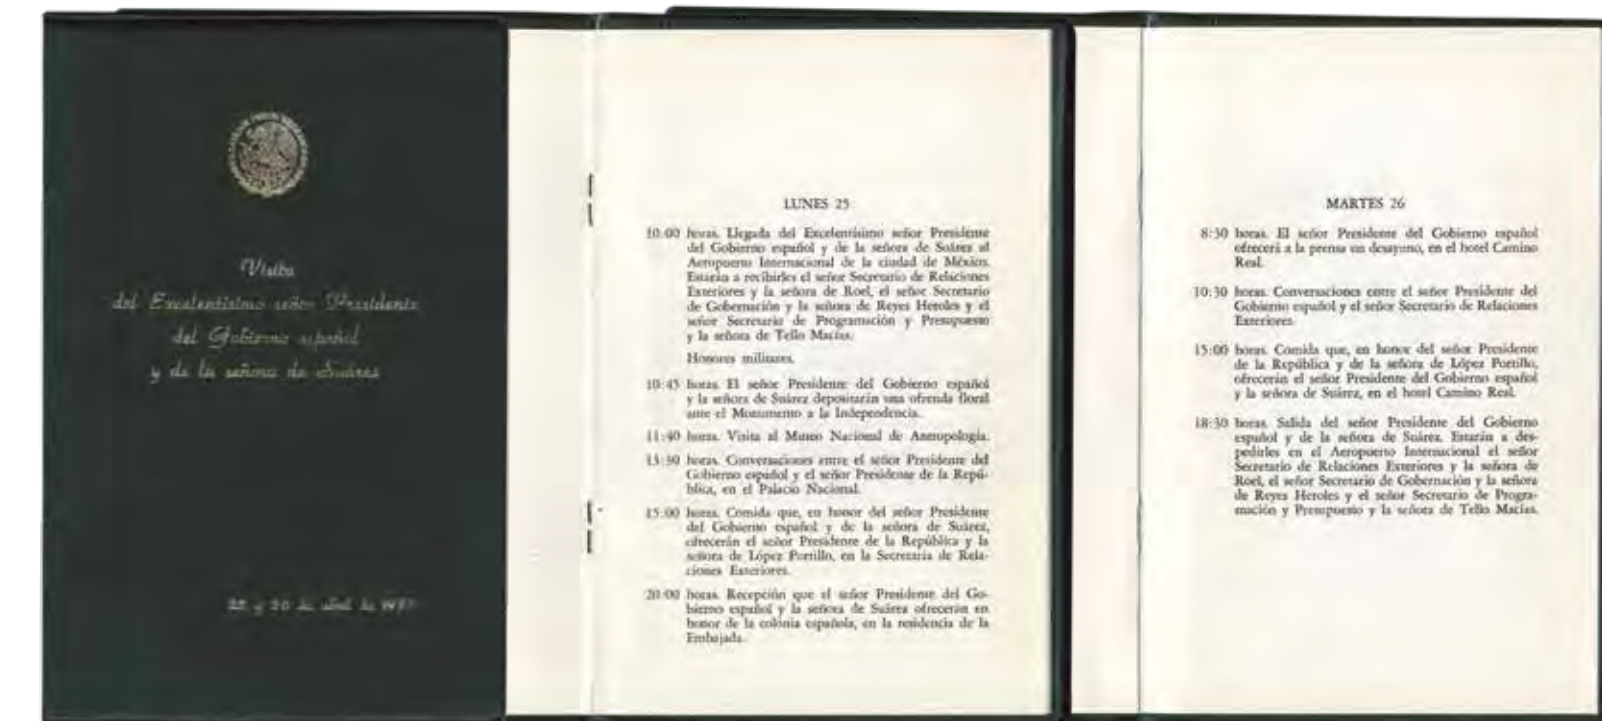 Visita
del Excelentísimo señor Presidente
del Gobierno español
y de la señora de Suárez
25 y 26 de abril de 1977
LUNES 25
10:00 horas. Llegada del Excelentísimo señor Presidente
del Gobierno español y de la señora de Suárez al
Aeropuerto Internacional de la ciudad de México.
Estarán a recibirles el señor Secretario de Relaciones
Exteriores y la señora de Roel, el señor Secretario
de Gobernación y la señora de Reyes Heroles y el
señor Secretario de Programación y Presupuesto
y la señora de Tello Macías.
Honores militares.
10:45 horas. El señor Presidente del Gobierno español
y la señora de Suárez depositarán una ofrenda floral
ante el Monumento a la Independencia.
11:40 horas. Visita al Museo Nacional de Antropología.
13:30 horas. Conversaciones entre el señor Presidente del
Gobierno español y el señor Presidente de la Repú-
blica, en el Palacio Nacional.
15:00 horas. Comida que, en honor del señor Presidente
del Gobierno español y de la señora de Suárez,
ofrecerán el señor Presidente de la República y la
señora de López Portillo, en la Secretaría de Rela-
ciones Exteriores.
20:00 horas. Recepción que el señor Presidente del Go-
bierno español y la señora de Suárez ofrecerán en
honor de la colonia española, en la residencia de la
Embajada.
MARTES 26
8:30 horas. El señor Presidente del Gobierno español
ofrecerá a la prensa un desayuno, en el hotel Camino
Real.
10:30 horas. Conversaciones entre el señor Presidente del
Gobierno español y el señor Secretario de Relaciones
Exteriores.
15:00 horas. Comida que, en honor del señor Presidente
de la República y de la señora de López Portillo,
ofrecerán el señor Presidente del Gobierno español
y la señora de Suárez, en el hotel Camino Real.
18:30 horas. Salida del señor Presidente del Gobierno
español y de la señora de Suárez. Estarán a des-
pedirles en el Aeropuerto Internacional el señor
Secretario de Relaciones Exteriores y la señora de
Roel, el señor Secretario de Gobernación y la señora
de Reyes Heroles y el señor Secretario de Progra-
mación y Presupuesto y la señora de Tello Macías.